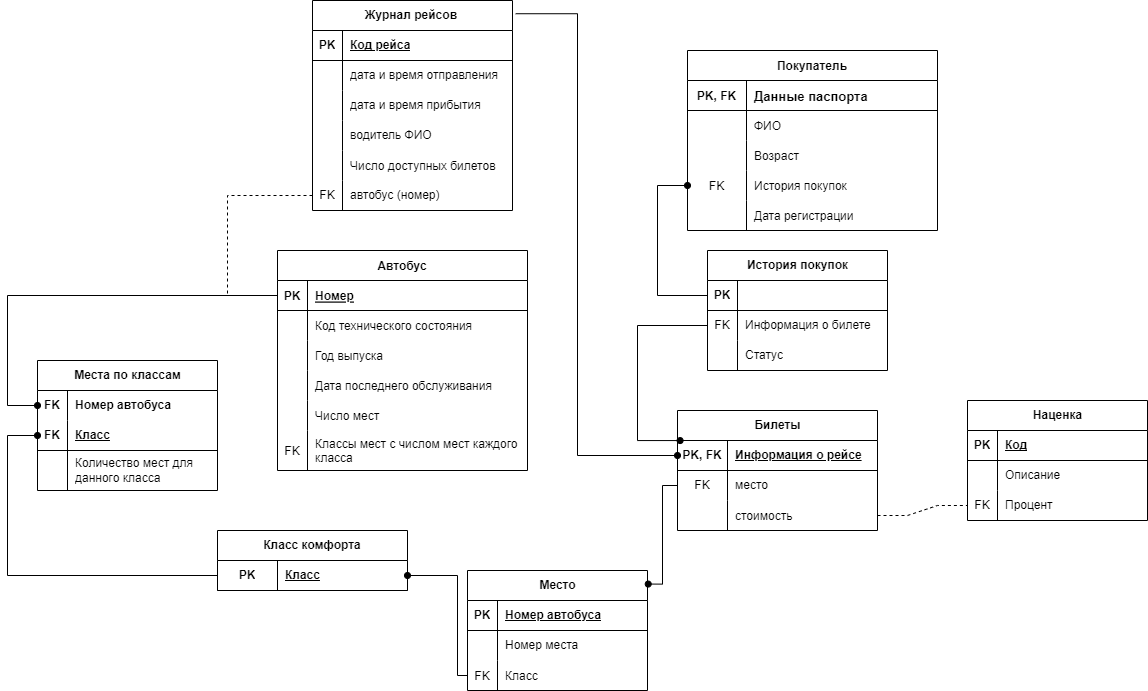 Журнал рейсов
PK Код рейса
дата и время отправления
дата и время прибытия
водитель ФИО
Число доступных билетов
FK автобус (номер)
Покупатель
PK, FK Данные паспорта
ФИО
Возраст
FK История покупок
Дата регистрации
Автобус
PK Номер
Код технического состояния
Год выпуска
Дата последнего обслуживания
Число мест
FK Классы мест с числом мест каждого
класса
История покупок
PK
FK Информация о билете
Статус
Места по классам
FK Номер автобуса
FK Класс
Количество мест для
данного класса
Билеты
PK, FK Информация о рейсе
FK место
стоимость
Наценка
PK Код
Описание
FK Процент
Класс комфорта
PK Класс
Место
PK Номер автобуса
Номер места
FK Класс